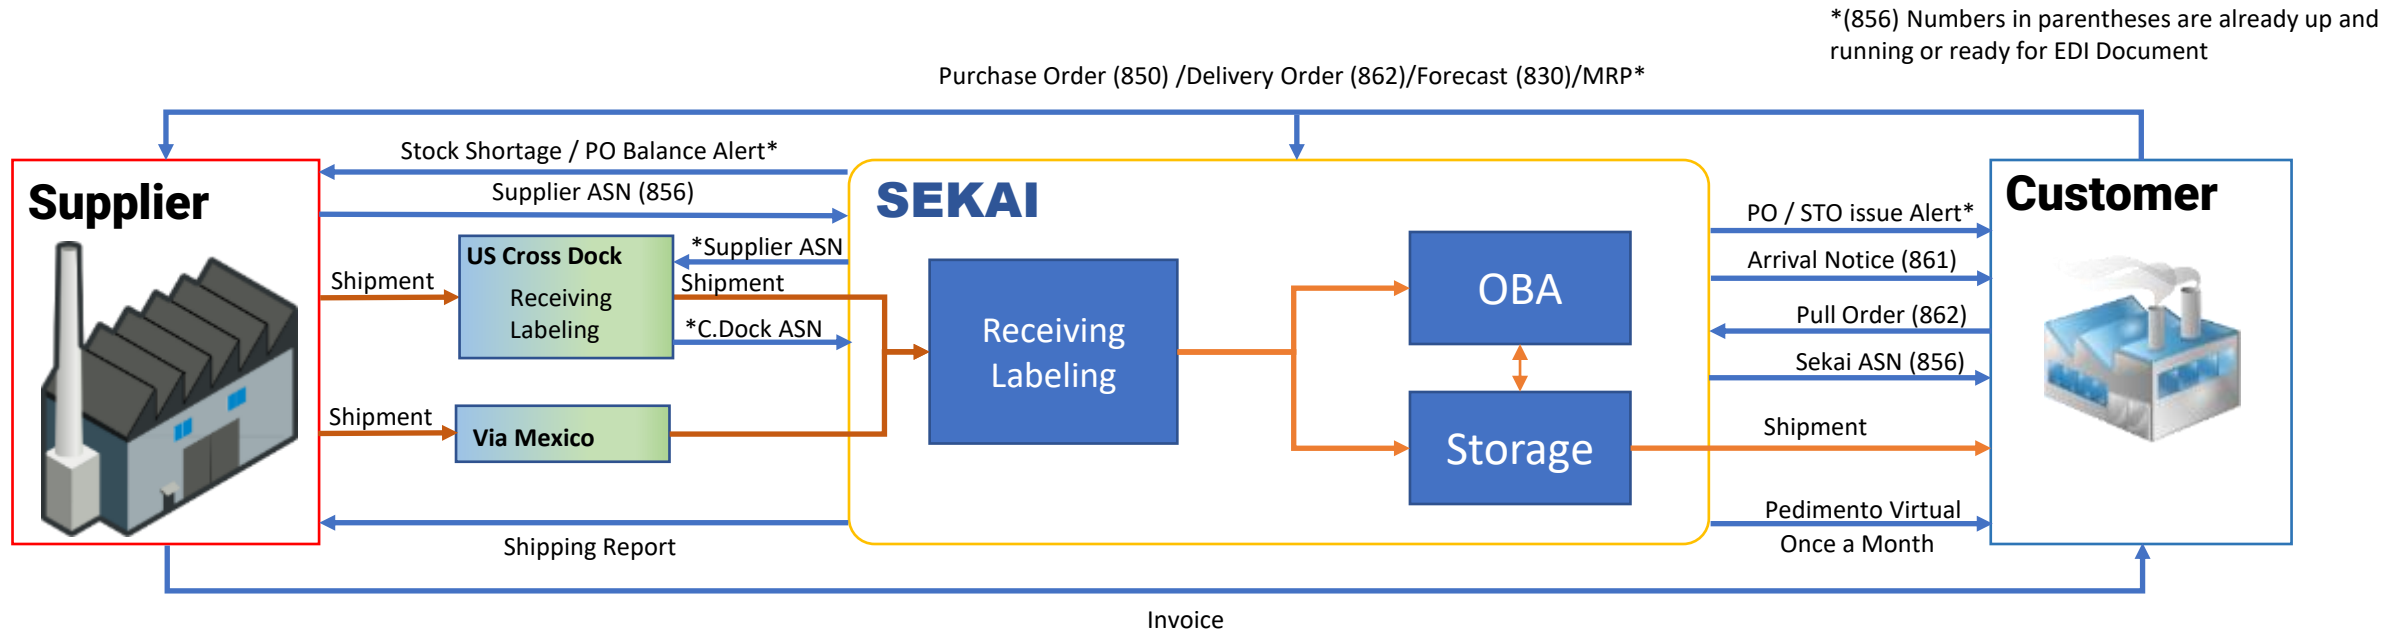 *(856) Numbers in parentheses are already up and
running or ready for EDI Document
Purchase Order (850) /Delivery Order (862)/Forecast (830)/MRP*
Stock Shortage / PO Balance Alert*
Supplier ASN (856)
Supplier
SEKAI
Customer
US Cross Dock
Receiving
Labeling
*Supplier ASN
Shipment
Shipment
*C.Dock ASN
Shipment
Via Mexico
Receiving
Labeling
OBA
Storage
PO / STO issue Alert*
Arrival Notice (861)
Pull Order (862)
Sekai ASN (856)
Shipment
Pedimento Virtual
Once a Month
Shipping Report
Invoice